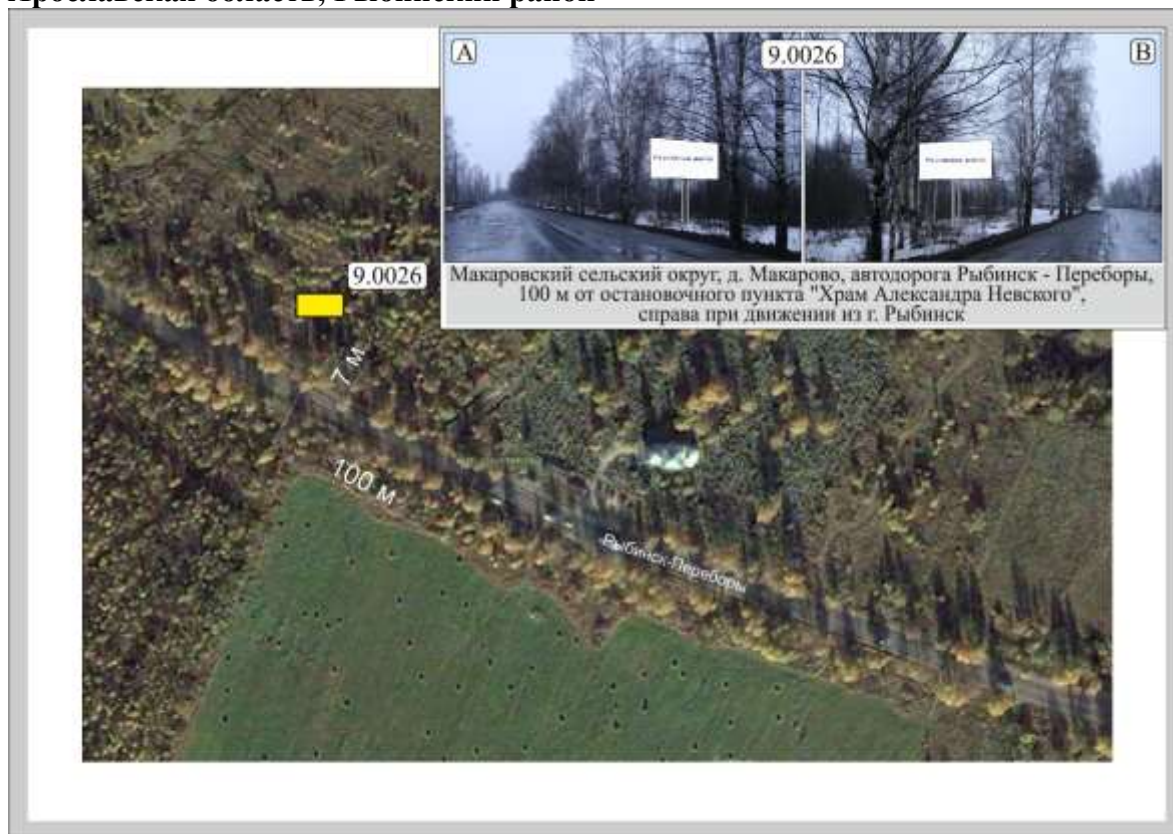 Ярославская область, Рыбинский район
A
9.0026
B
Макаровский сельский округ, д. Макарово, автодорога Рыбинск - Переборы,
100 м от остановочного пункта "Храм Александра Невского",
справа при движении из г. Рыбинск
9.0026
7 м
100 м
Рыбинск-Переборы